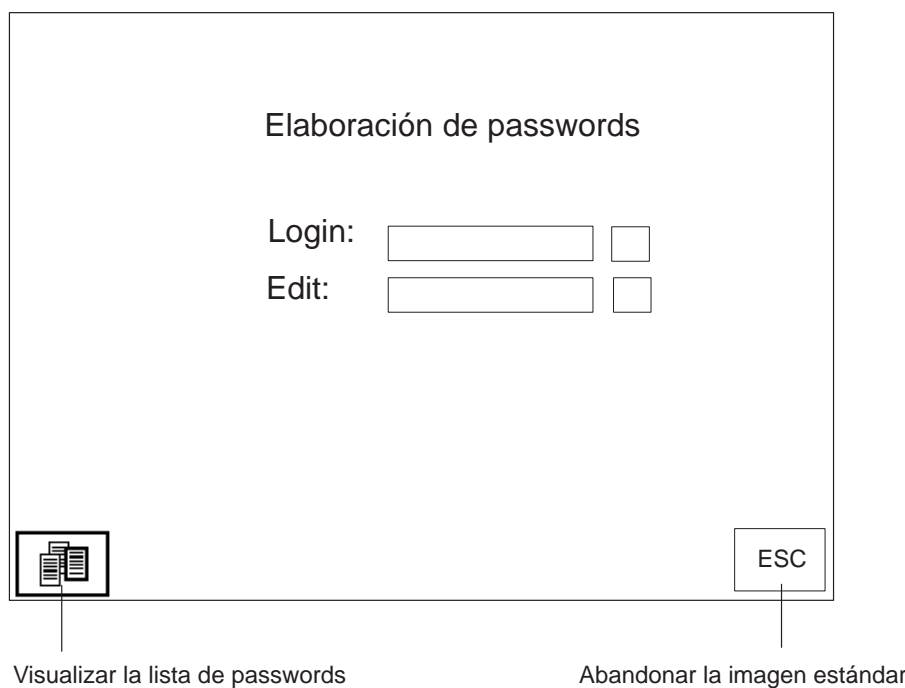 Elaboración de passwords
Login:
Edit:
ESC
Visualizar la lista de passwords
Abandonar la imagen estándar